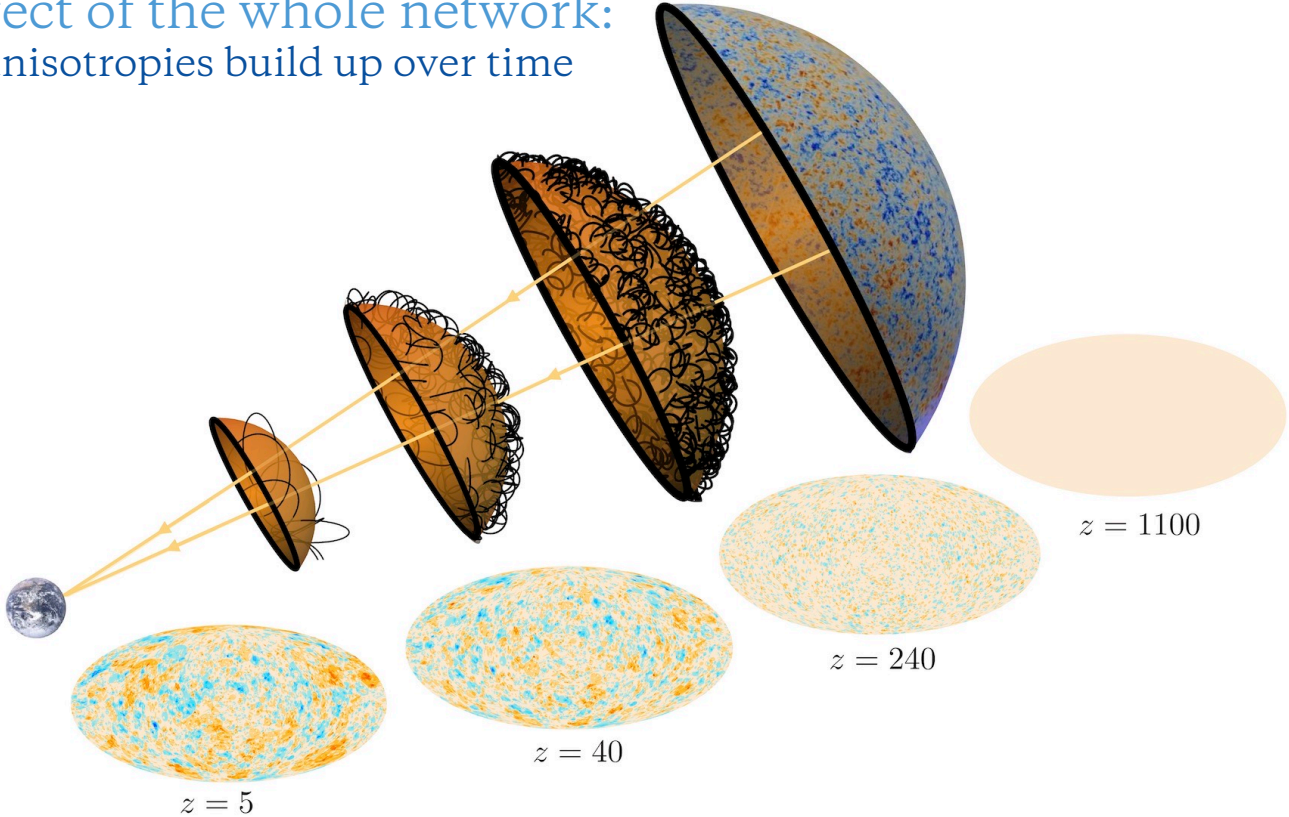 ect of the whole network:
nisotropies build up over time
z = 1100
z = 240
z = 40
z = 5